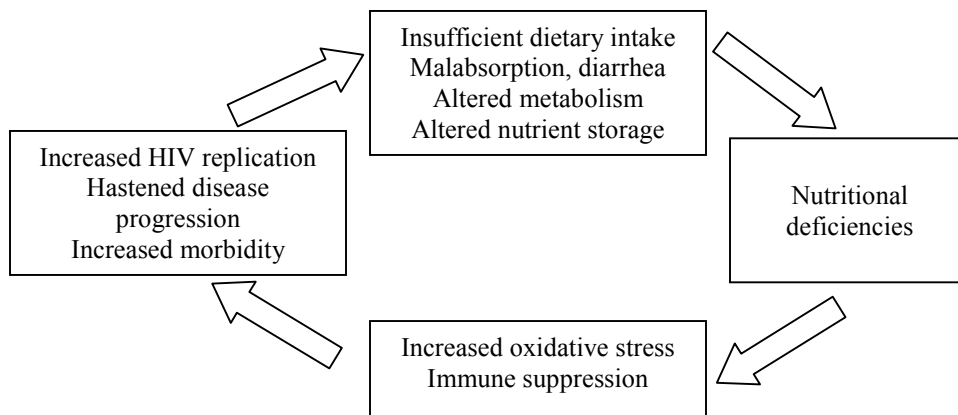 Insufficient dietary intake
Malabsorption, diarrhea
Altered metabolism
Altered nutrient storage
Increased HIV replication
Hastened disease
progression
Increased morbidity
Nutritional
deficiencies
Increased oxidative stress
Immune suppression